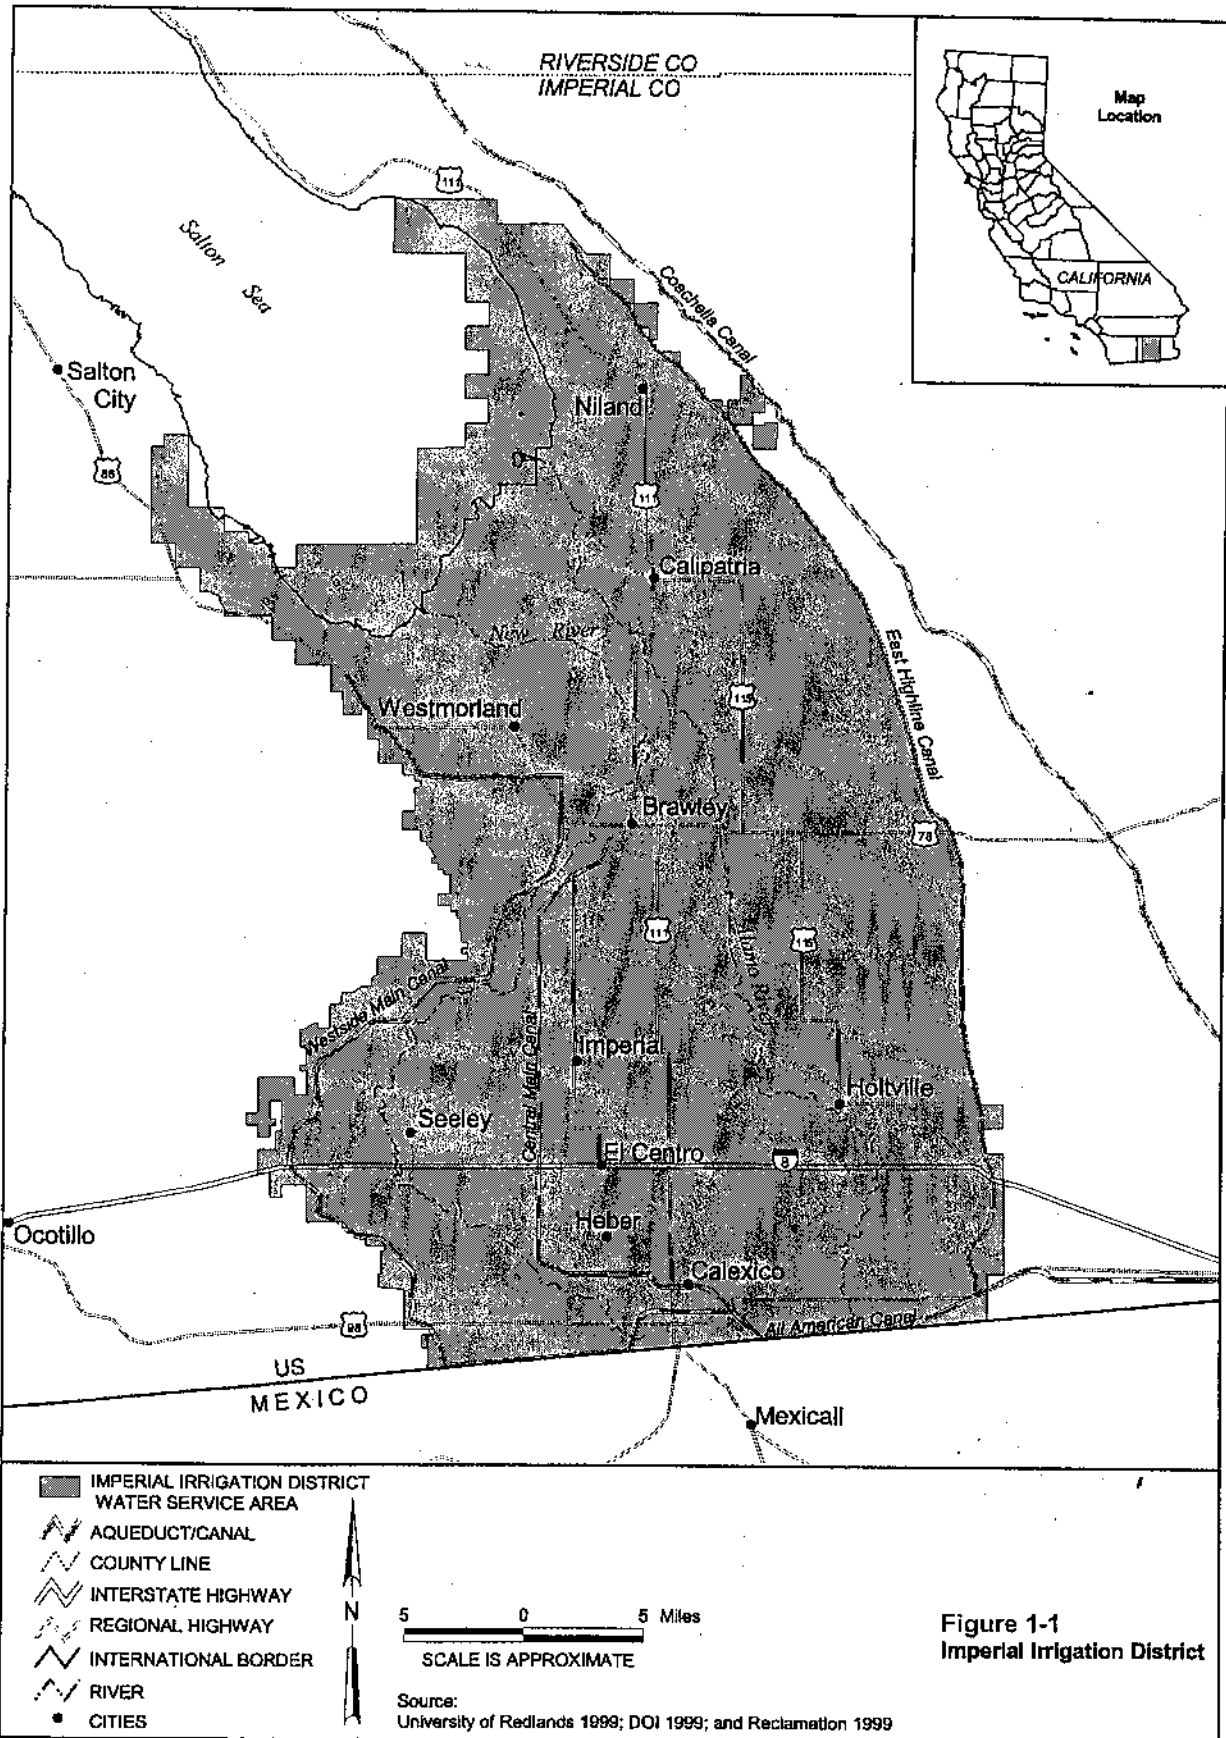 RIVERSIDE CO
IMPERIAL CO
Map
Location
CALIFORNIA
111
Salton
Sea
Coachella Canal
Salton
City
Niland
86
111
Calipatria
New River
East Highline Canal
115
Westmorland
Brawley
78
111
115
Alamo River
Westside Main Canal
Central Main Canal
Imperial
Holtville
Seeley
El Centro
8
Ocotillo
Heber
Calexico
98
All American Canal
US
MEXICO
Mexicali
IMPERIAL IRRIGATION DISTRICT
WATER SERVICE AREA
AQUEDUCT/CANAL
COUNTY LINE
INTERSTATE HIGHWAY
REGIONAL HIGHWAY
INTERNATIONAL BORDER
RIVER
CITIES
N
5 0 5 Miles
SCALE IS APPROXIMATE
Source:
University of Redlands 1999; DOI 1999; and Reclamation 1999
Figure 1-1
Imperial Irrigation District